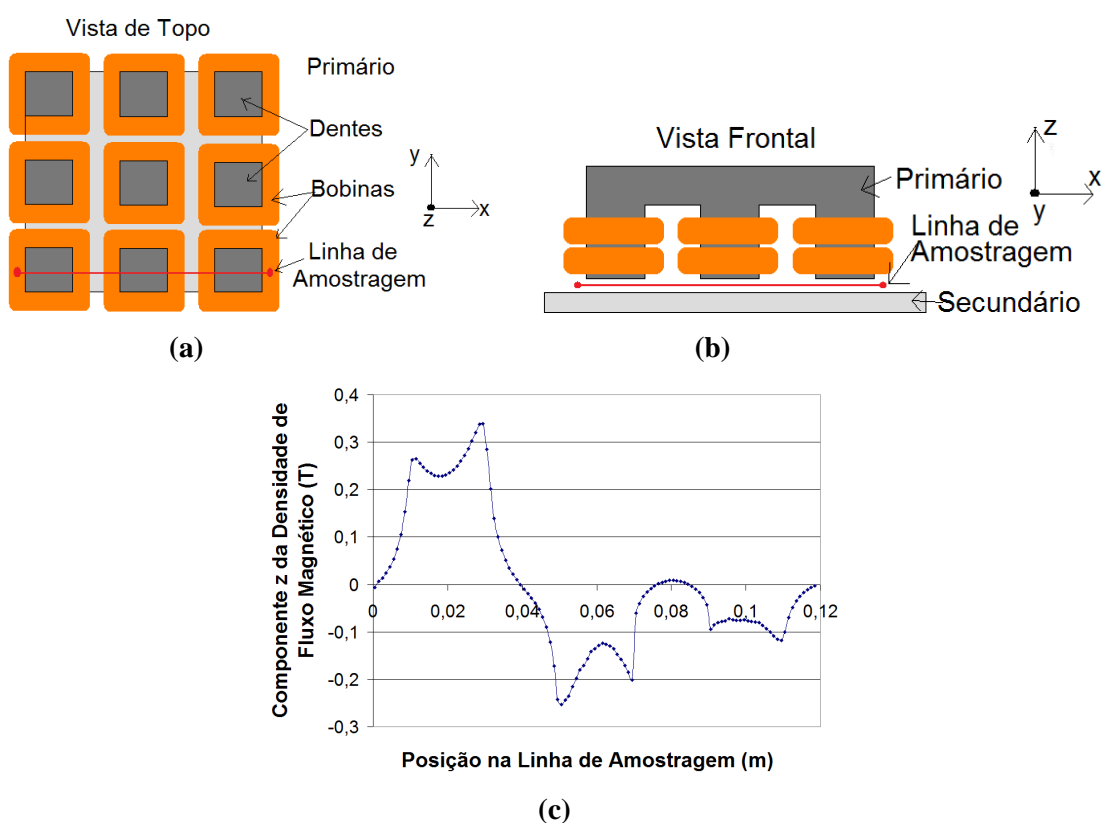 Vista de Topo
Primário
Dentes
Bobinas
Linha de
Amostragem
y
z
x
(a)
Vista Frontal
Primário
Linha de
Amostragem
Secundário
z
x
y
(b)
Componente z da Densidade de
Fluxo Magnético (T)
0,4
0,3
0,2
0,1
0
-0,1
-0,2
-0,3
0 0,02 0,04 0,06 0,08 0,1 0,12
Posição na Linha de Amostragem (m)
(c)